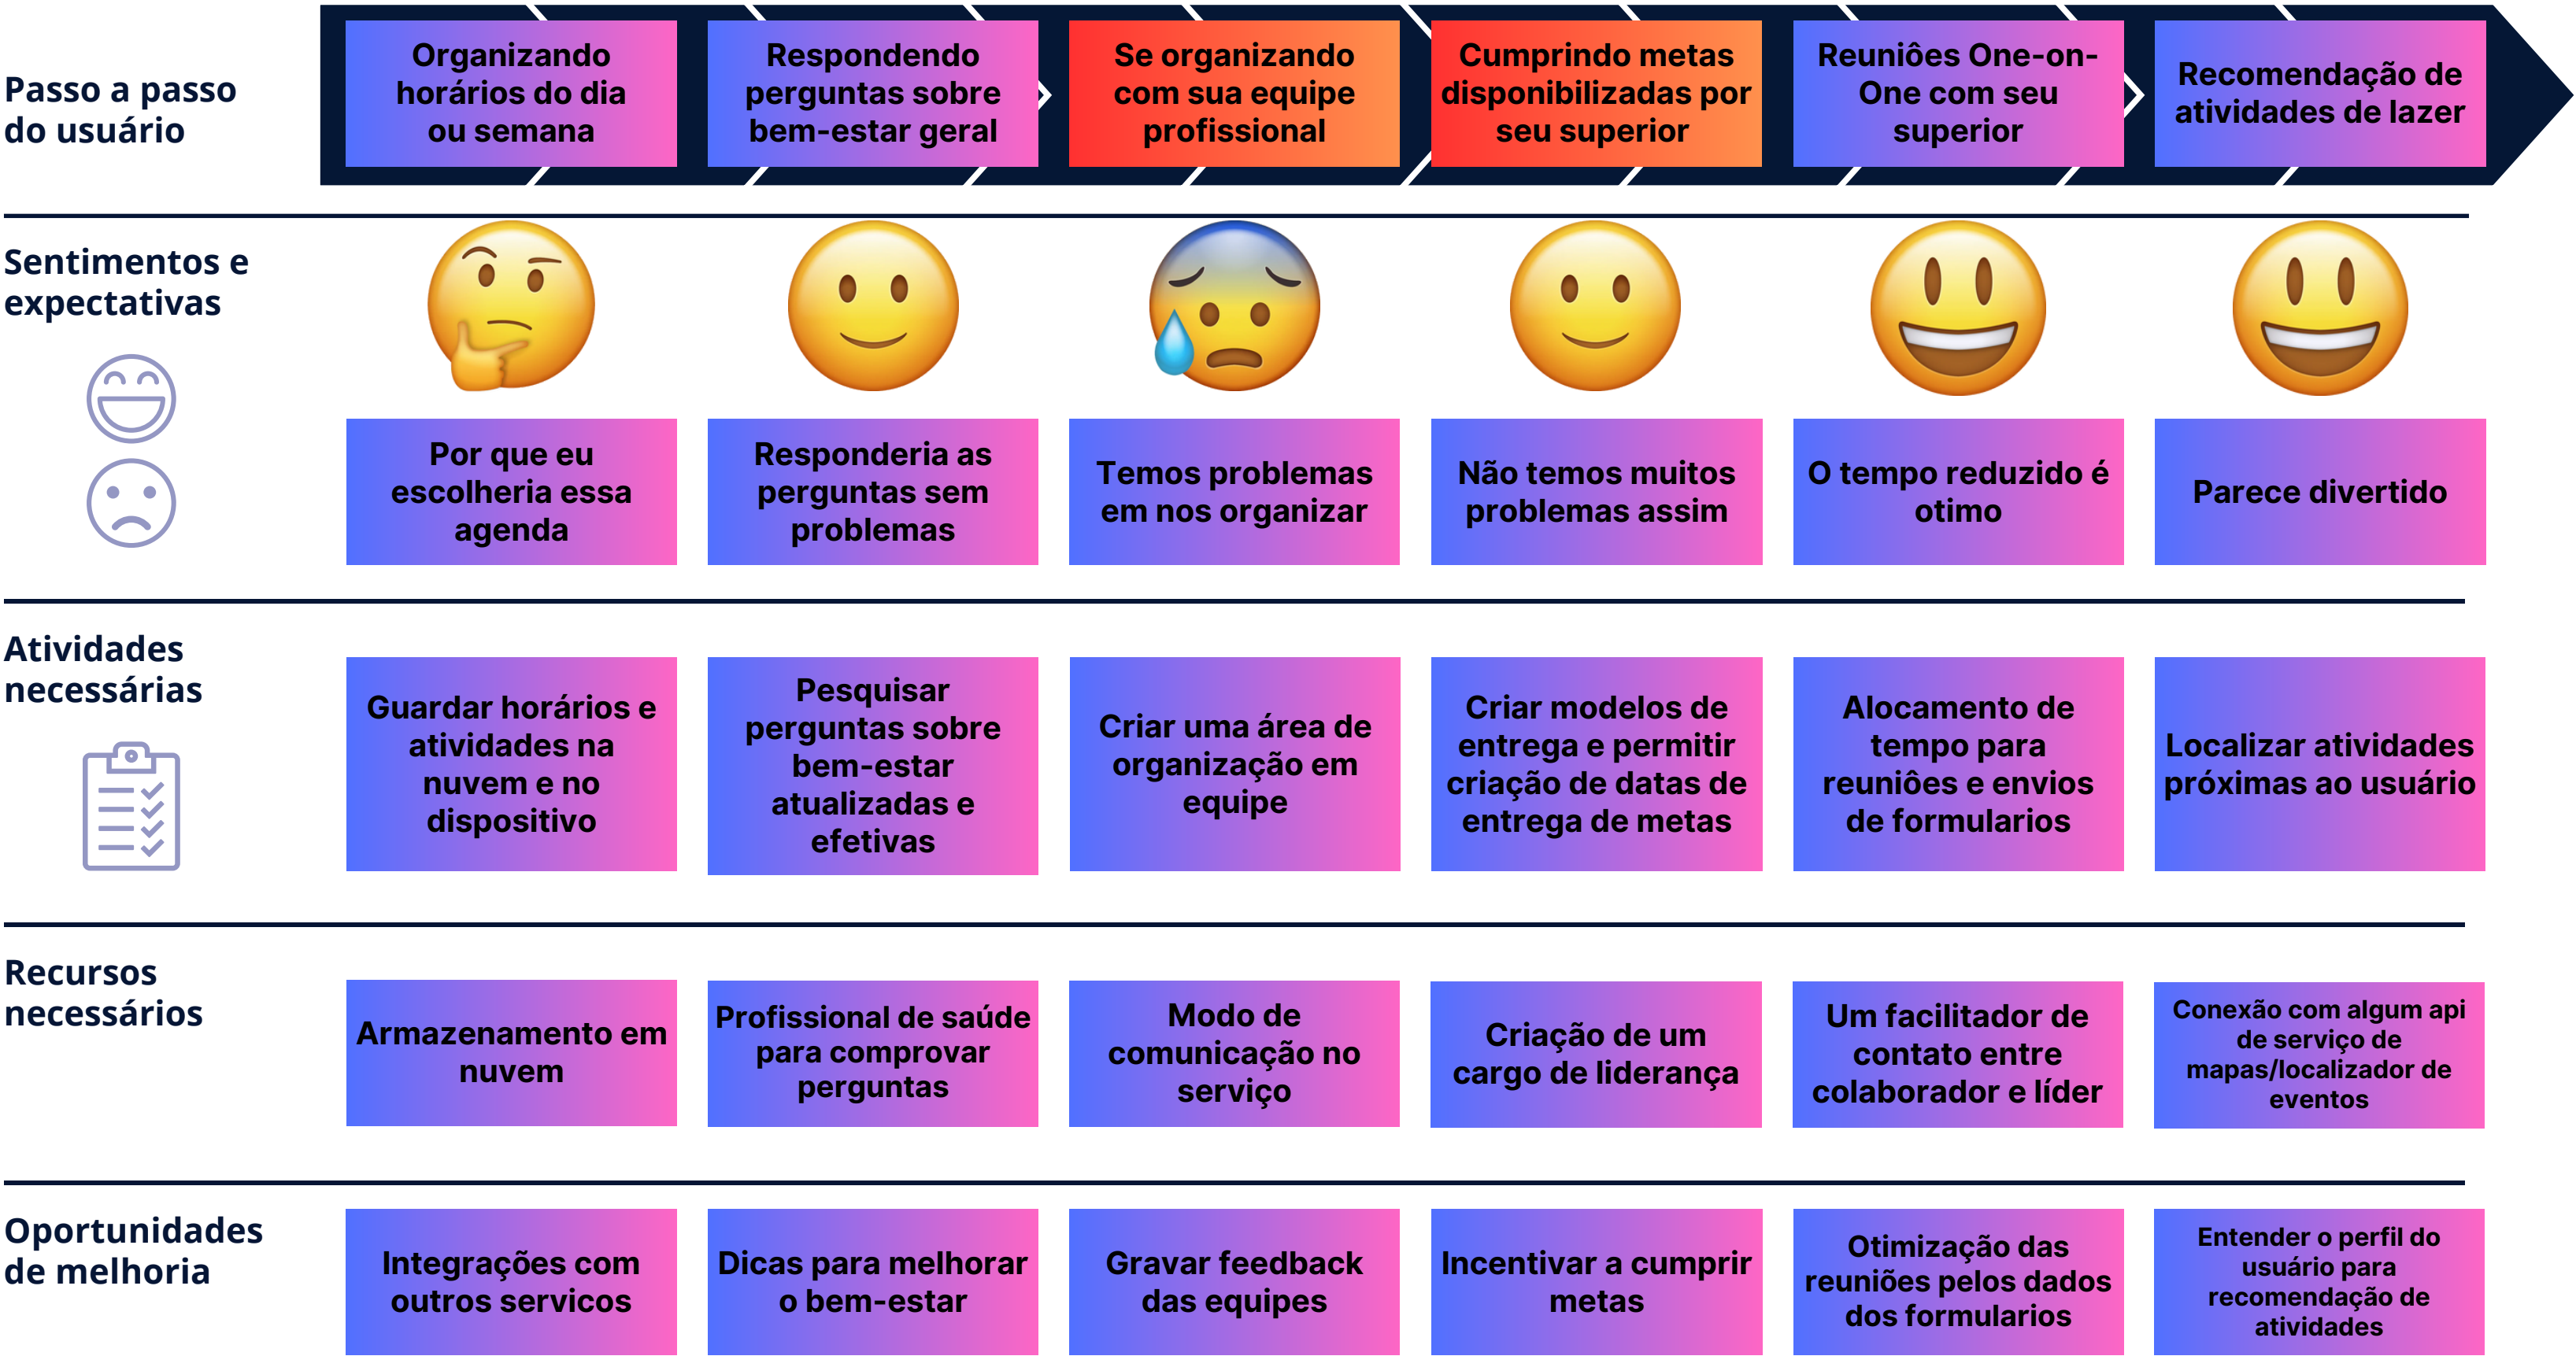 Passo a passo
do usuário
Organizando
horários do dia
ou semana
Respondendo
perguntas sobre
bem-estar geral
Se organizando
com sua equipe
profissional
Cumprindo metas
disponibilizadas por
seu superior
Reuniôes One-on-
One com seu
superior
Recomendação de
atividades de lazer
Sentimentos e
expectativas
Por que eu
escolheria essa
agenda
Responderia as
perguntas sem
problemas
Temos problemas
em nos organizar
Não temos muitos
problemas assim
O tempo reduzido é
otimo
Parece divertido
Atividades
necessárias
Guardar horários e
atividades na
nuvem e no
dispositivo
Pesquisar
perguntas sobre
bem-estar
atualizadas e
efetivas
Criar uma área de
organização em
equipe
Criar modelos de
entrega e permitir
criação de datas de
entrega de metas
Alocamento de
tempo para
reuniôes e envios
de formularios
Localizar atividades
próximas ao usuário
Recursos
necessários
Armazenamento em
nuvem
Profissional de saúde
para comprovar
perguntas
Modo de
comunicação no
serviço
Criação de um
cargo de liderança
Um facilitador de
contato entre
colaborador e líder
Conexão com algum api
de serviço de
mapas/localizador de
eventos
Oportunidades
de melhoria
Integrações com
outros servicos
Dicas para melhorar
o bem-estar
Gravar feedback
das equipes
Incentivar a cumprir
metas
Otimização das
reuniões pelos dados
dos formularios
Entender o perfil do
usuário para
recomendação de
atividades